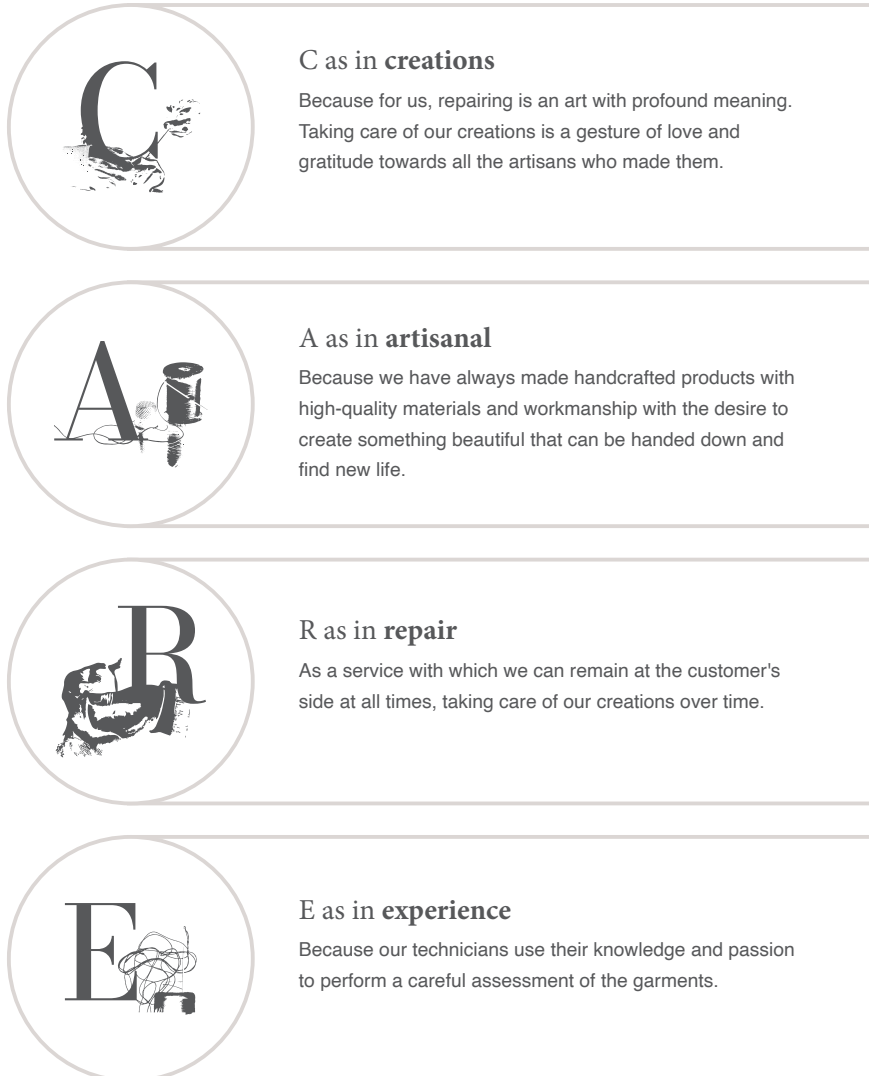 C
C as in creations
Because for us, repairing is an art with profound meaning.
Taking care of our creations is a gesture of love and
gratitude towards all the artisans who made them.
A
A as in artisanal
Because we have always made handcrafted products with
high-quality materials and workmanship with the desire to
create something beautiful that can be handed down and
find new life.
R
R as in repair
As a service with which we can remain at the customer's
side at all times, taking care of our creations over time.
E
E as in experience
Because our technicians use their knowledge and passion
to perform a careful assessment of the garments.